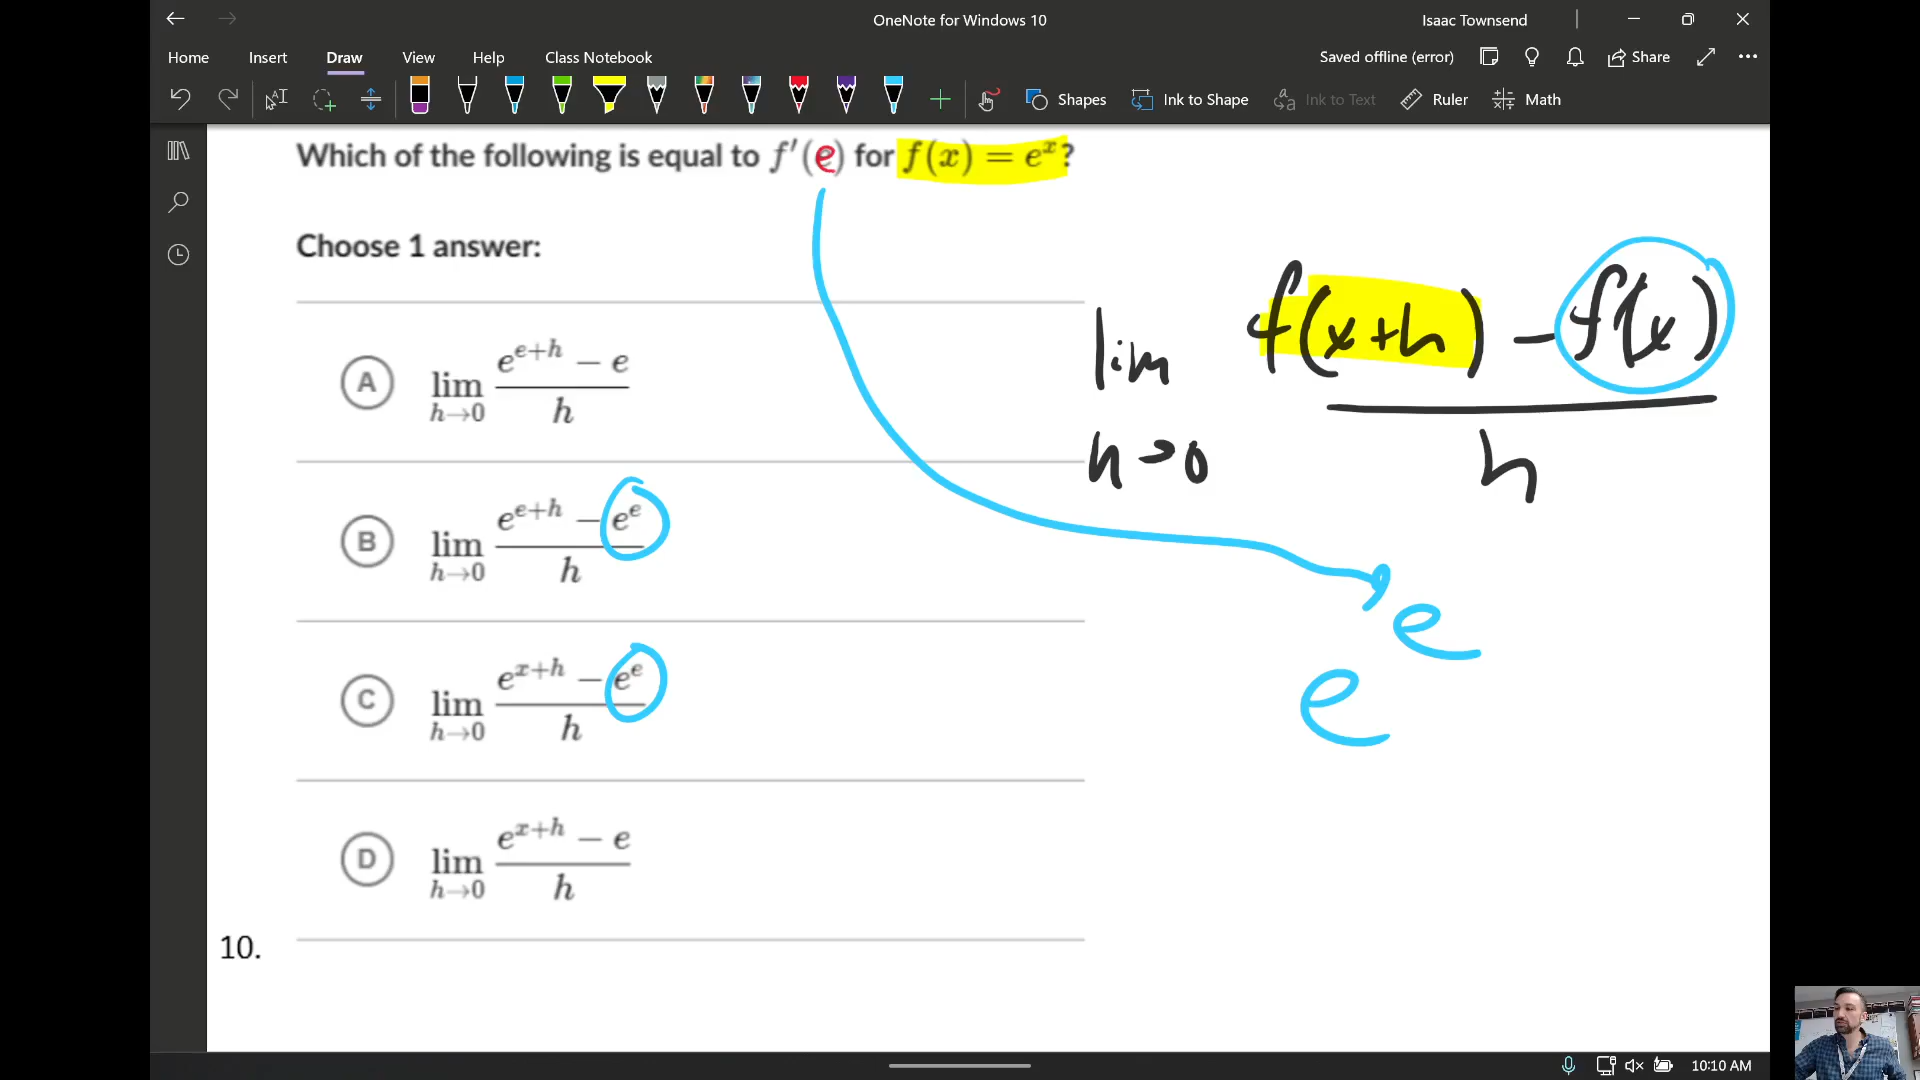 OneNote for Windows 10
Isaac Townsend
Home Insert Draw View Help Class Notebook
Saved offline (error) Share
Shapes Ink to Shape Ink to Text Ruler Math
Which of the following is equal to f'(e) for f(x) = e^x?
Choose 1 answer:
A lim h→0 (e^(e+h) − e)/h
B lim h→0 (e^(e+h) − e^e)/h
C lim h→0 (e^(x+h) − e^e)/h
D lim h→0 (e^(x+h) − e)/h
10.
lim h→0 (f(x+h) − f(x))/h
e^e
10:10 AM